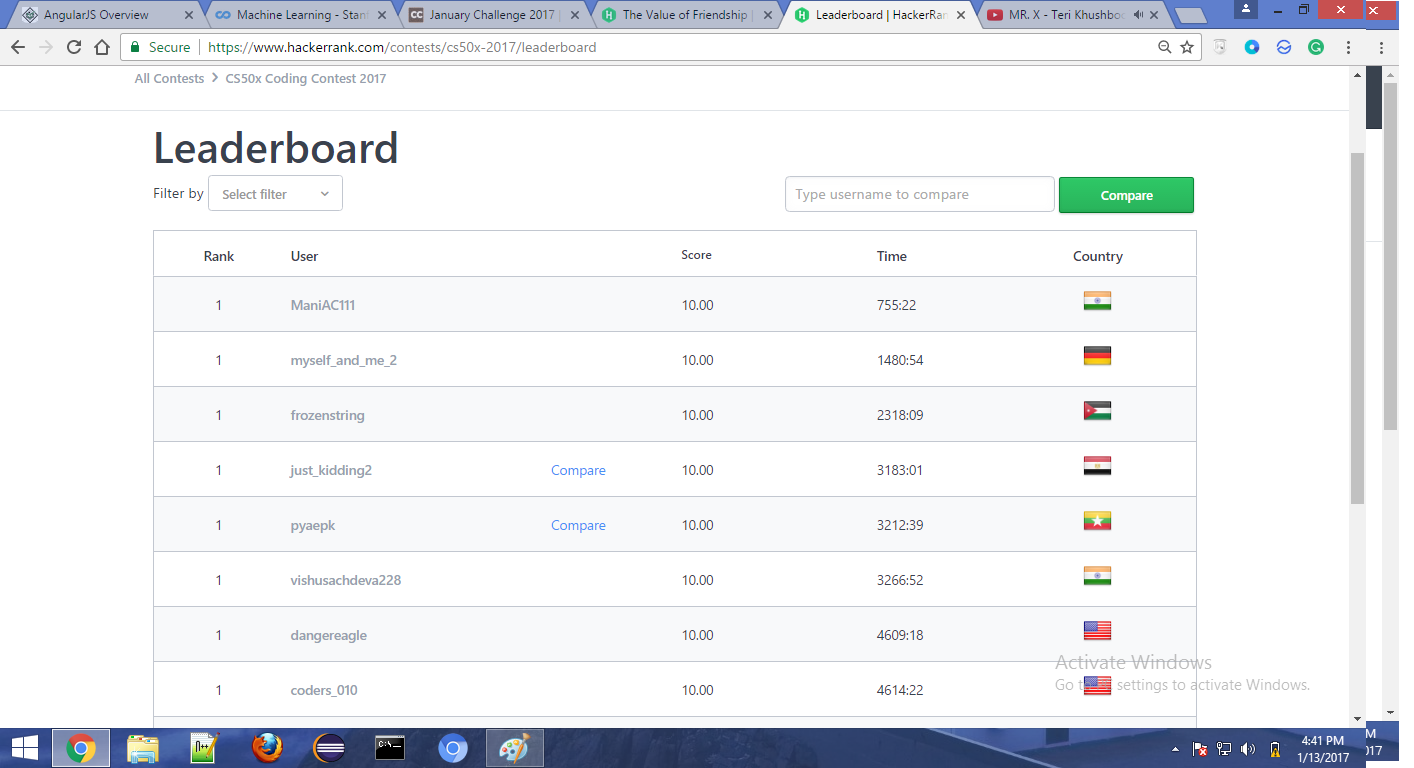 AngularJS Overview
Machine Learning - Stanf
CC January Challenge 2017 |
The Value of Friendship |
Leaderboard | HackerRan
MR. X - Teri Khushboo
Secure | https://www.hackerrank.com/contests/cs50x-2017/leaderboard
All Contests > CS50x Coding Contest 2017
Leaderboard
Filter by Select filter Type username to compare Compare
Rank User Score Time Country
1 ManiAC111 10.00 755:22
1 myself_and_me_2 10.00 1480:54
1 frozenstring 10.00 2318:09
1 just_kidding2 Compare 10.00 3183:01
1 pyaepk Compare 10.00 3212:39
1 vishusachdeva228 10.00 3266:52
1 dangereagle 10.00 4609:18
Activate Windows
Go to settings to activate Windows.
1 coders_010 10.00 4614:22
C:\_
4:41 PM M
1/13/2017 017